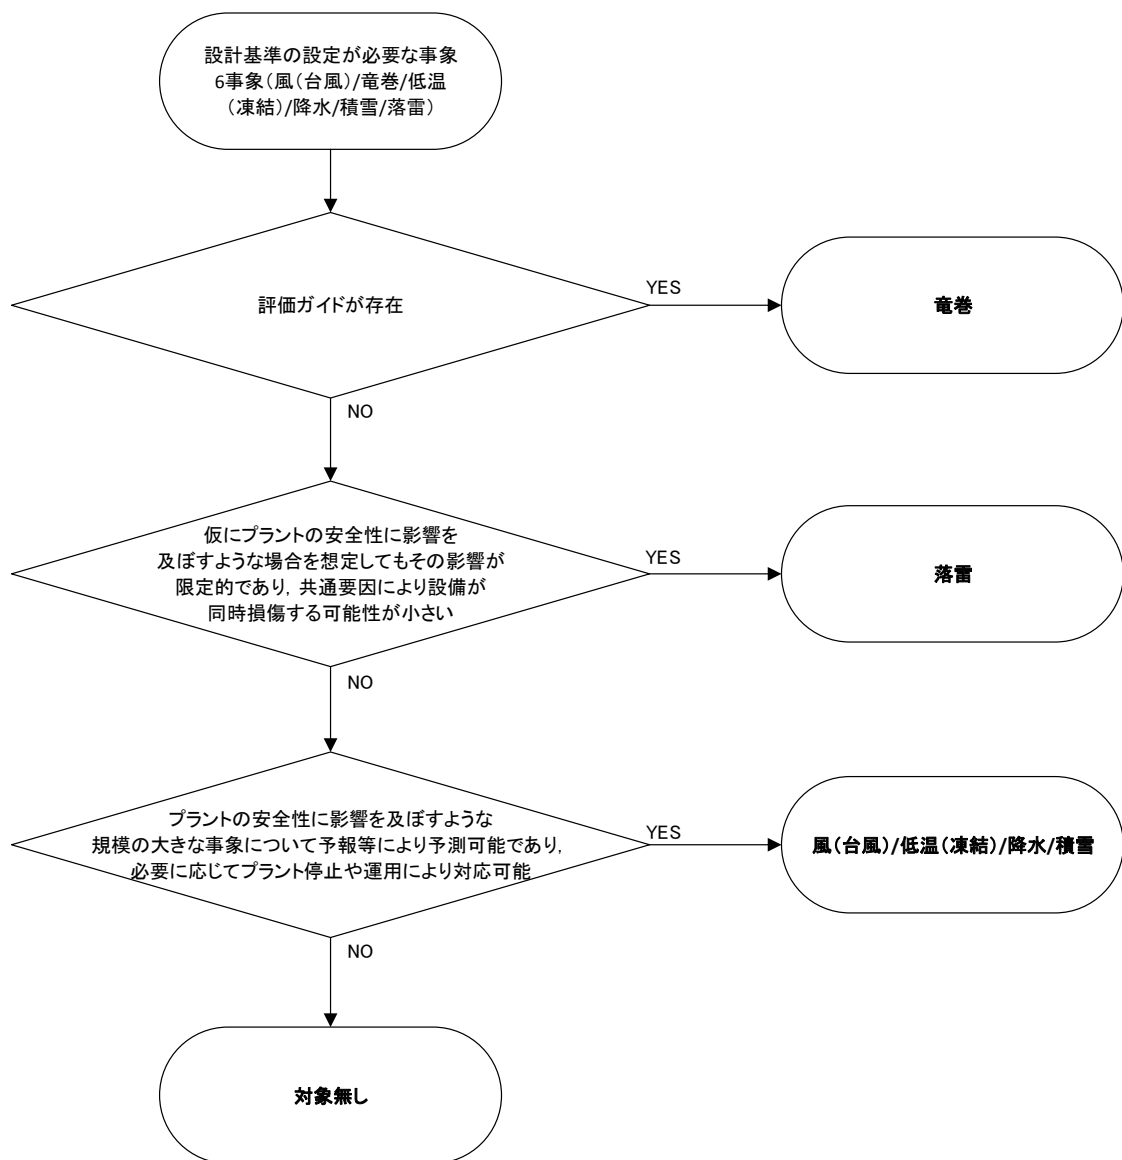 設計基準の設定が必要な事象
6事象(風(台風)/竜巻/低温
(凍結)/降水/積雪/落雷)
評価ガイドが存在
YES
竜巻
NO
仮にプラントの安全性に影響を
及ぼすような場合を想定してもその影響が
限定的であり,共通要因により設備が
同時損傷する可能性が小さい
YES
落雷
NO
プラントの安全性に影響を及ぼすような
規模の大きな事象について予報等により予測可能であり,
必要に応じてプラント停止や運用により対応可能
YES
風(台風)/低温(凍結)/降水/積雪
NO
対象無し